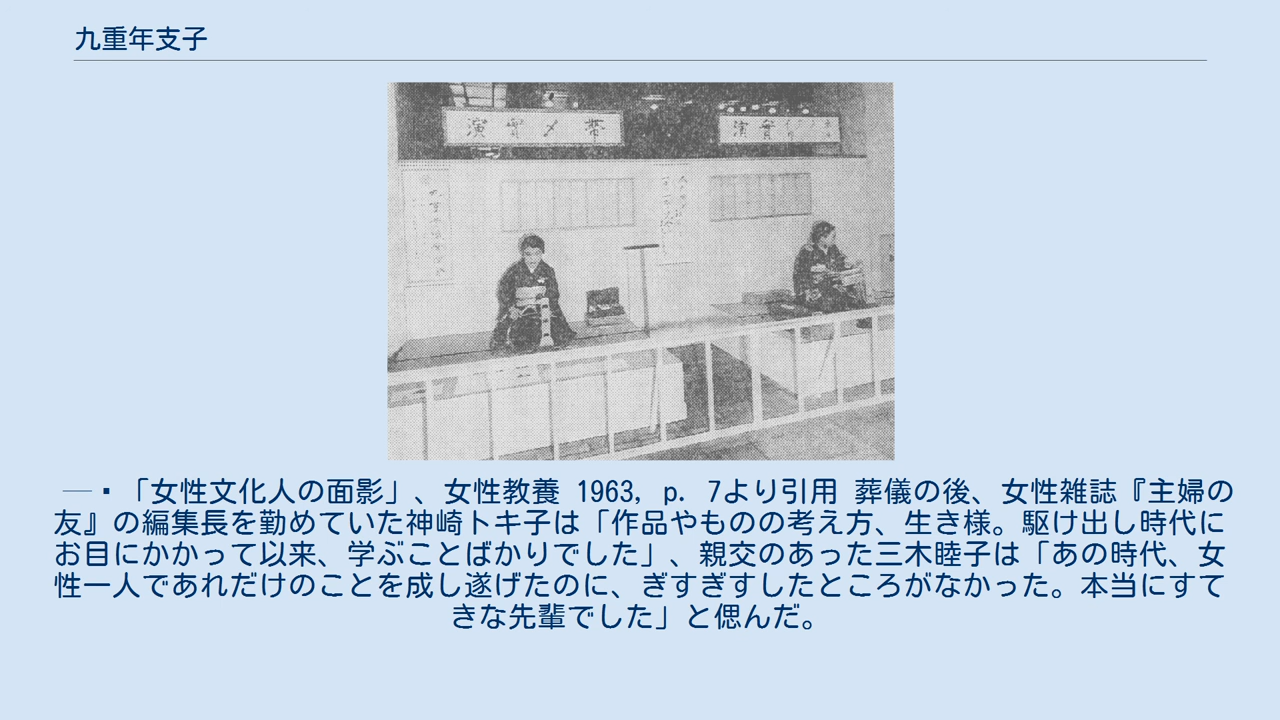 九重年支子
演實〆帯
演實
―▪「女性文化人の面影」、女性教養 1963, p. 7より引用 葬儀の後、女性雑誌『主婦の
友』の編集長を勤めていた神崎トキ子は「作品やものの考え方、生き様。駆け出し時代に
お目にかかって以来、学ぶことばかりでした」、親交のあった三木睦子は「あの時代、女
性一人であれだけのことを成し遂げたのに、ぎすぎすしたところがなかった。本当にすて
きな先輩でした」と偲んだ。